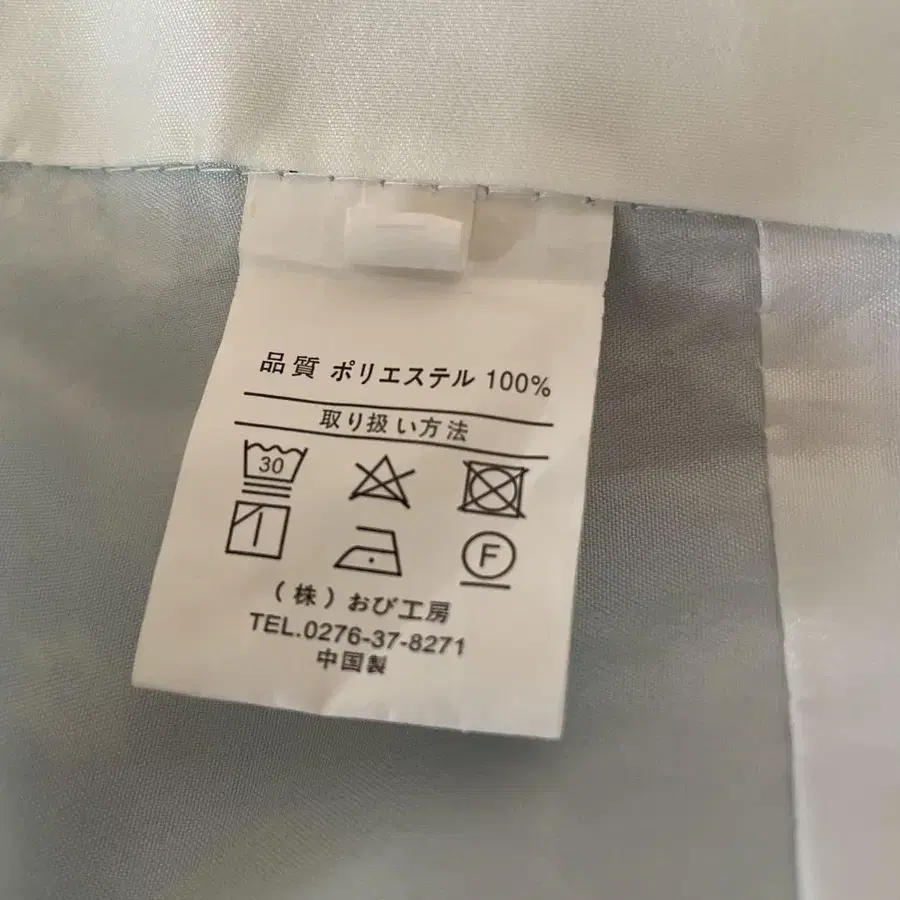 品質 ポリエステル 100%
取り扱い方法
30
F
(株)おび工房
TEL.0276-37-8271
中国製